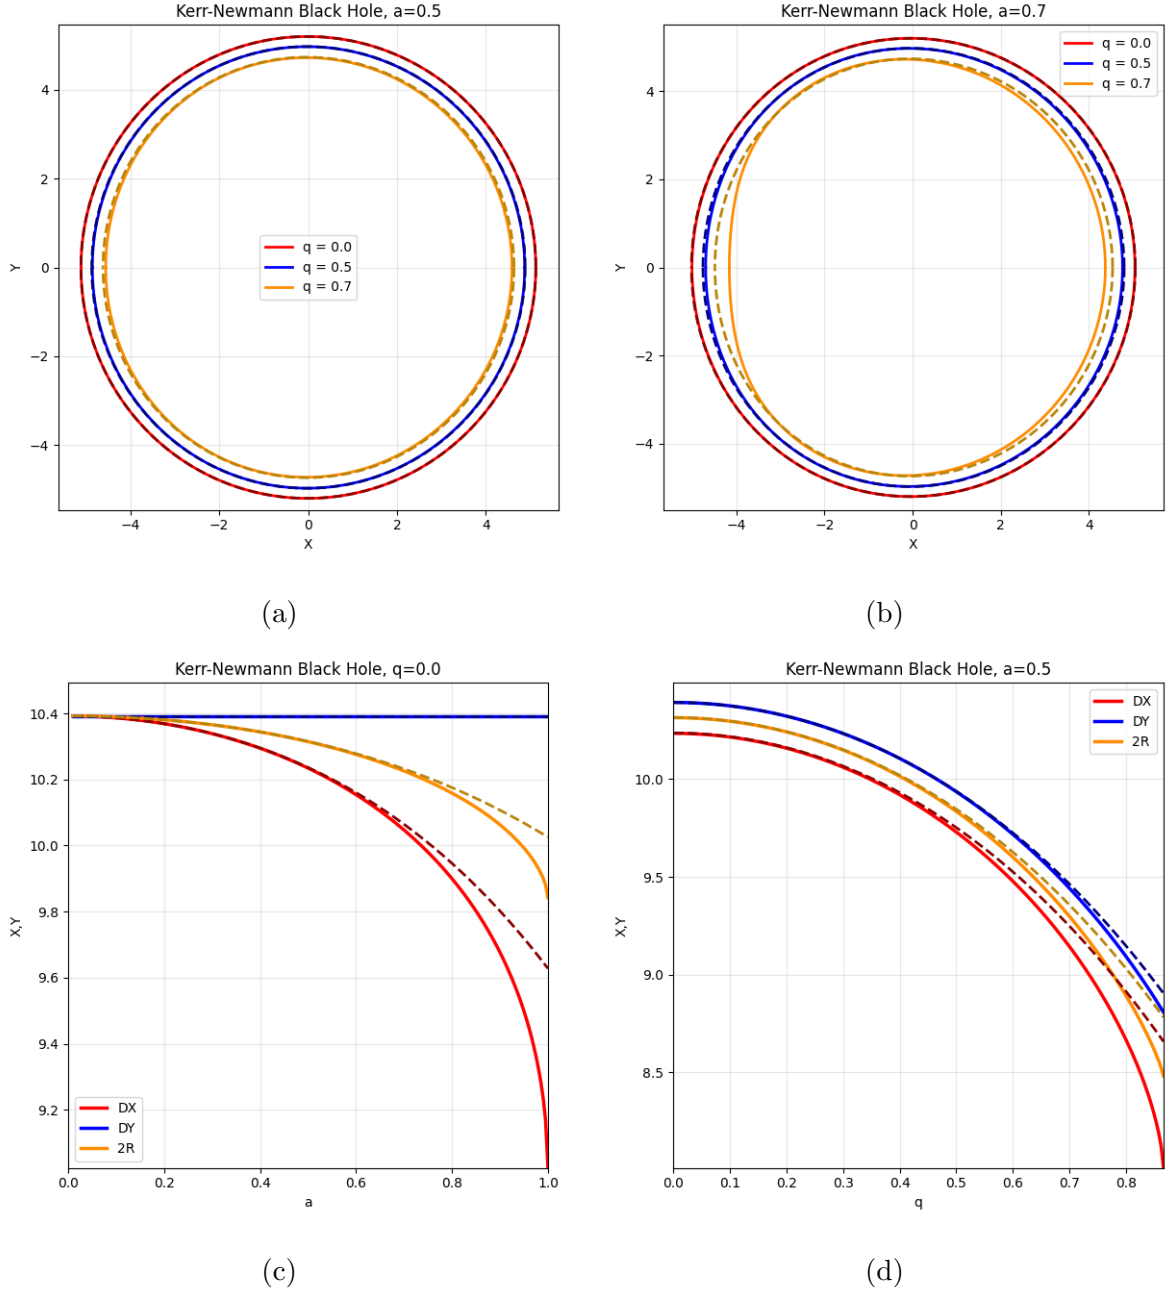 Kerr-Newmann Black Hole, a=0.5
Y
4
2
0
−2
−4
q = 0.0
q = 0.5
q = 0.7
−4
−2
0
2
4
X
(a)
Kerr-Newmann Black Hole, a=0.7
Y
4
2
0
−2
−4
q = 0.0
q = 0.5
q = 0.7
−4
−2
0
2
4
X
(b)
Kerr-Newmann Black Hole, q=0.0
X,Y
10.4
10.2
10.0
9.8
9.6
9.4
9.2
DX
DY
2R
0.0
0.2
0.4
0.6
0.8
1.0
a
(c)
Kerr-Newmann Black Hole, a=0.5
X,Y
10.0
9.5
9.0
8.5
DX
DY
2R
0.0
0.1
0.2
0.3
0.4
0.5
0.6
0.7
0.8
q
(d)